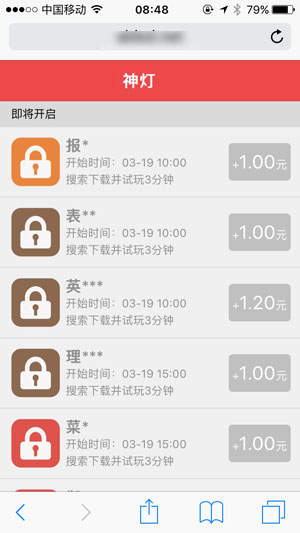 中国移动 08:48 79%
神灯
即将开启
报*
开始时间：03-19 10:00
搜索下载并试玩3分钟
+1.00元
表**
开始时间：03-19 10:00
搜索下载并试玩3分钟
+1.00元
英***
开始时间：03-19 10:00
搜索下载并试玩3分钟
+1.20元
理***
开始时间：03-19 15:00
搜索下载并试玩3分钟
+1.00元
菜*
开始时间：03-19 15:00
搜索下载并试玩3分钟
+1.00元